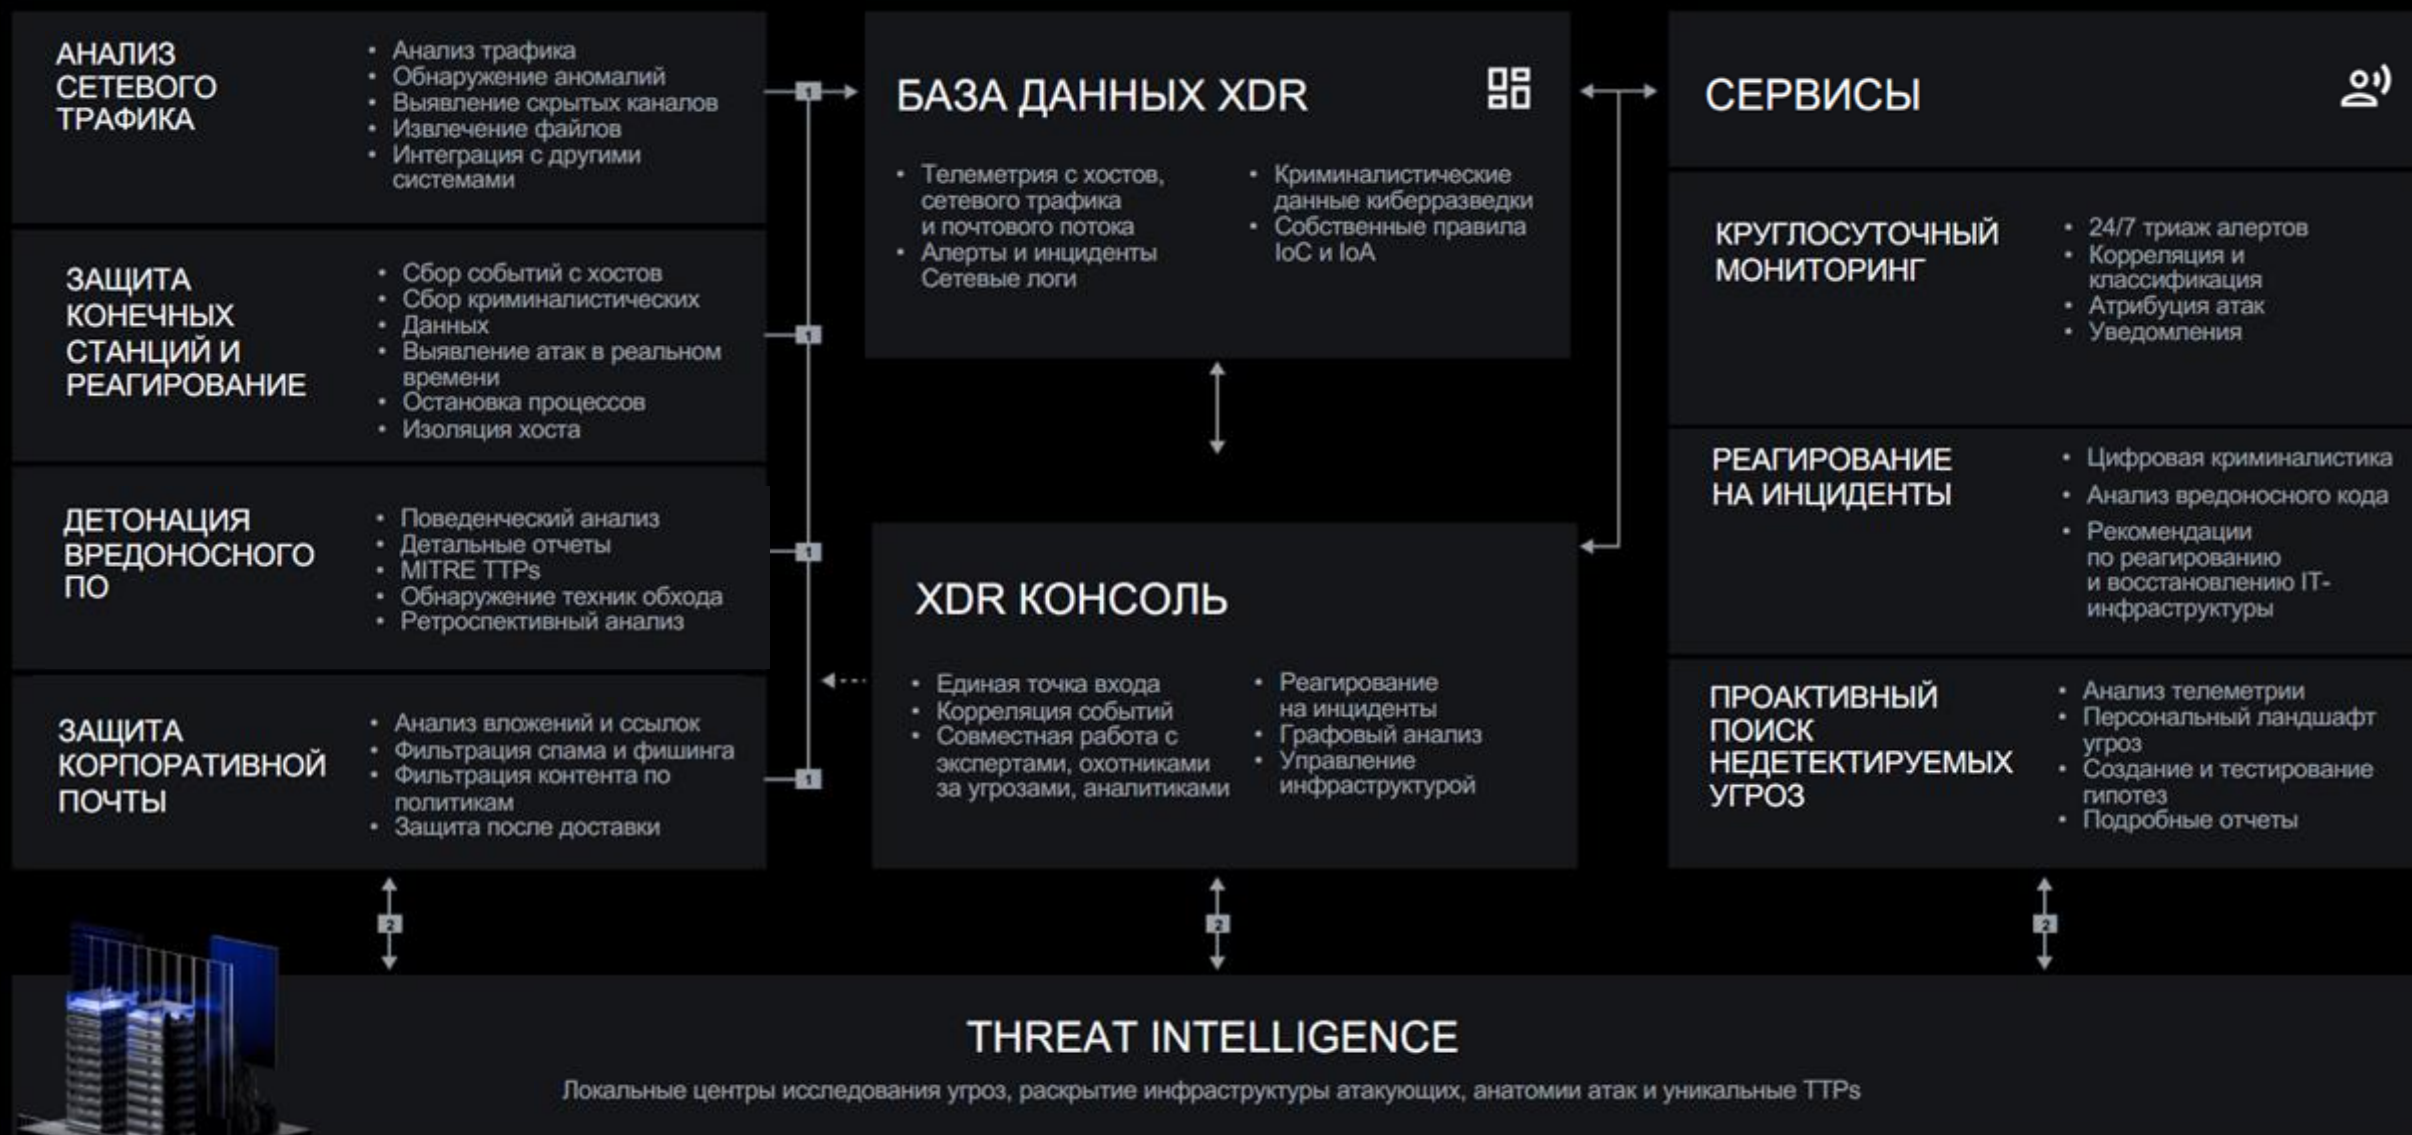 АНАЛИЗ
СЕТЕВОГО
ТРАФИКА
• Анализ трафика
• Обнаружение аномалий
• Выявление скрытых каналов
• Извлечение файлов
• Интеграция с другими
системами
ЗАЩИТА
КОНЕЧНЫХ
СТАНЦИЙ И
РЕАГИРОВАНИЕ
• Сбор событий с хостов
• Сбор криминалистических
• Данных
• Выявление атак в реальном
времени
• Остановка процессов
• Изоляция хоста
ДЕТОНАЦИЯ
ВРЕДОНОСНОГО
ПО
• Поведенческий анализ
• Детальные отчеты
• MITRE TTPs
• Обнаружение техник обхода
• Ретроспективный анализ
ЗАЩИТА
КОРПОРАТИВНОЙ
ПОЧТЫ
• Анализ вложений и ссылок
• Фильтрация спама и фишинга
• Фильтрация контента по
политикам
• Защита после доставки
1
1
1
1
БАЗА ДАННЫХ XDR
• Телеметрия с хостов,
сетевого трафика
и почтового потока
• Алерты и инциденты
Сетевые логи
• Криминалистические
данные киберразведки
• Собственные правила
IoC и IoA
XDR КОНСОЛЬ
• Единая точка входа
• Корреляция событий
• Совместная работа с
экспертами, охотниками
за угрозами, аналитиками
• Реагирование
на инциденты
• Графовый анализ
• Управление
инфраструктурой
СЕРВИСЫ
КРУГЛОСУТОЧНЫЙ
МОНИТОРИНГ
• 24/7 триаж алертов
• Корреляция и
классификация
• Атрибуция атак
• Уведомления
РЕАГИРОВАНИЕ
НА ИНЦИДЕНТЫ
• Цифровая криминалистика
• Анализ вредоносного кода
• Рекомендации
по реагированию
и восстановлению IT-
инфраструктуры
ПРОАКТИВНЫЙ
ПОИСК
НЕДЕТЕКТИРУЕМЫХ
УГРОЗ
• Анализ телеметрии
• Персональный ландшафт
угроз
• Создание и тестирование
гипотез
• Подробные отчеты
2
2
2
THREAT INTELLIGENCE
Локальные центры исследования угроз, раскрытие инфраструктуры атакующих, анатомии атак и уникальные TTPs